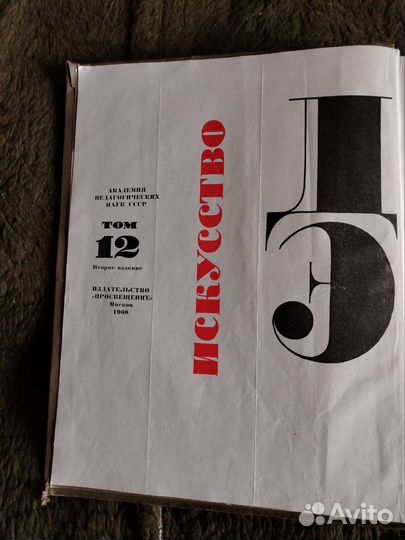 АКАДЕМИЯ
ПЕДАГОГИЧЕСКИХ
НАУК СССР
ТОМ
12
Второе издание
ИЗДАТЕЛЬСТВО
«ПРОСВЕЩЕНИЕ»
Москва
1968
ИСКУССТВО
ДЭ
Avito